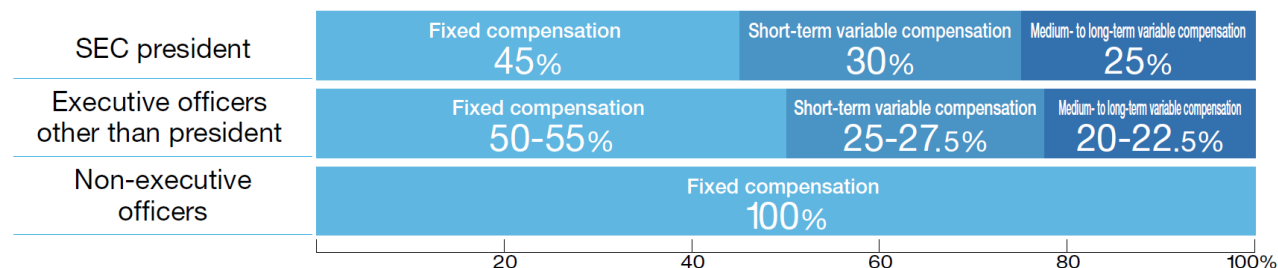 SEC president
Fixed compensation
45%
Short-term variable compensation
30%
Medium- to long-term variable compensation
25%
Executive officers
other than president
Fixed compensation
50-55%
Short-term variable compensation
25-27.5%
Medium- to long-term variable compensation
20-22.5%
Non-executive
officers
Fixed compensation
100%
20 40 60 80 100%